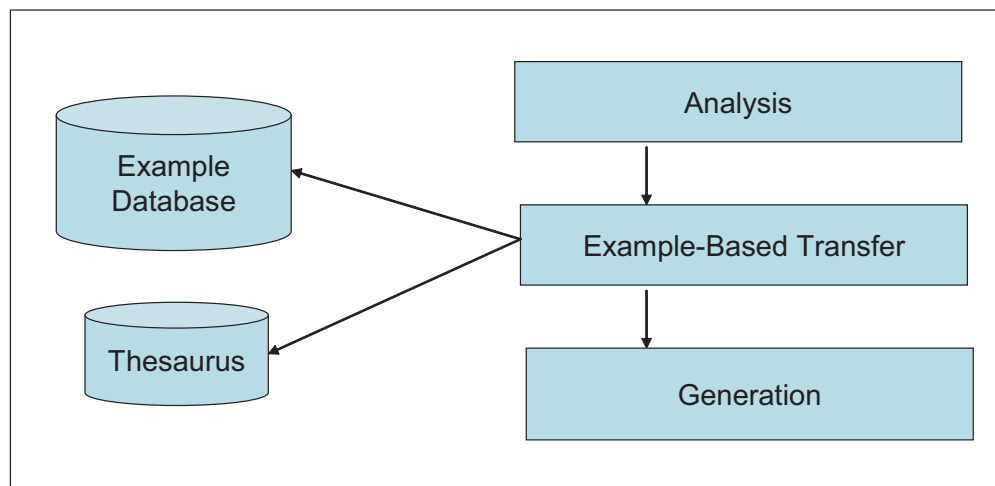 Analysis
Example
Database
Example-Based Transfer
Thesaurus
Generation